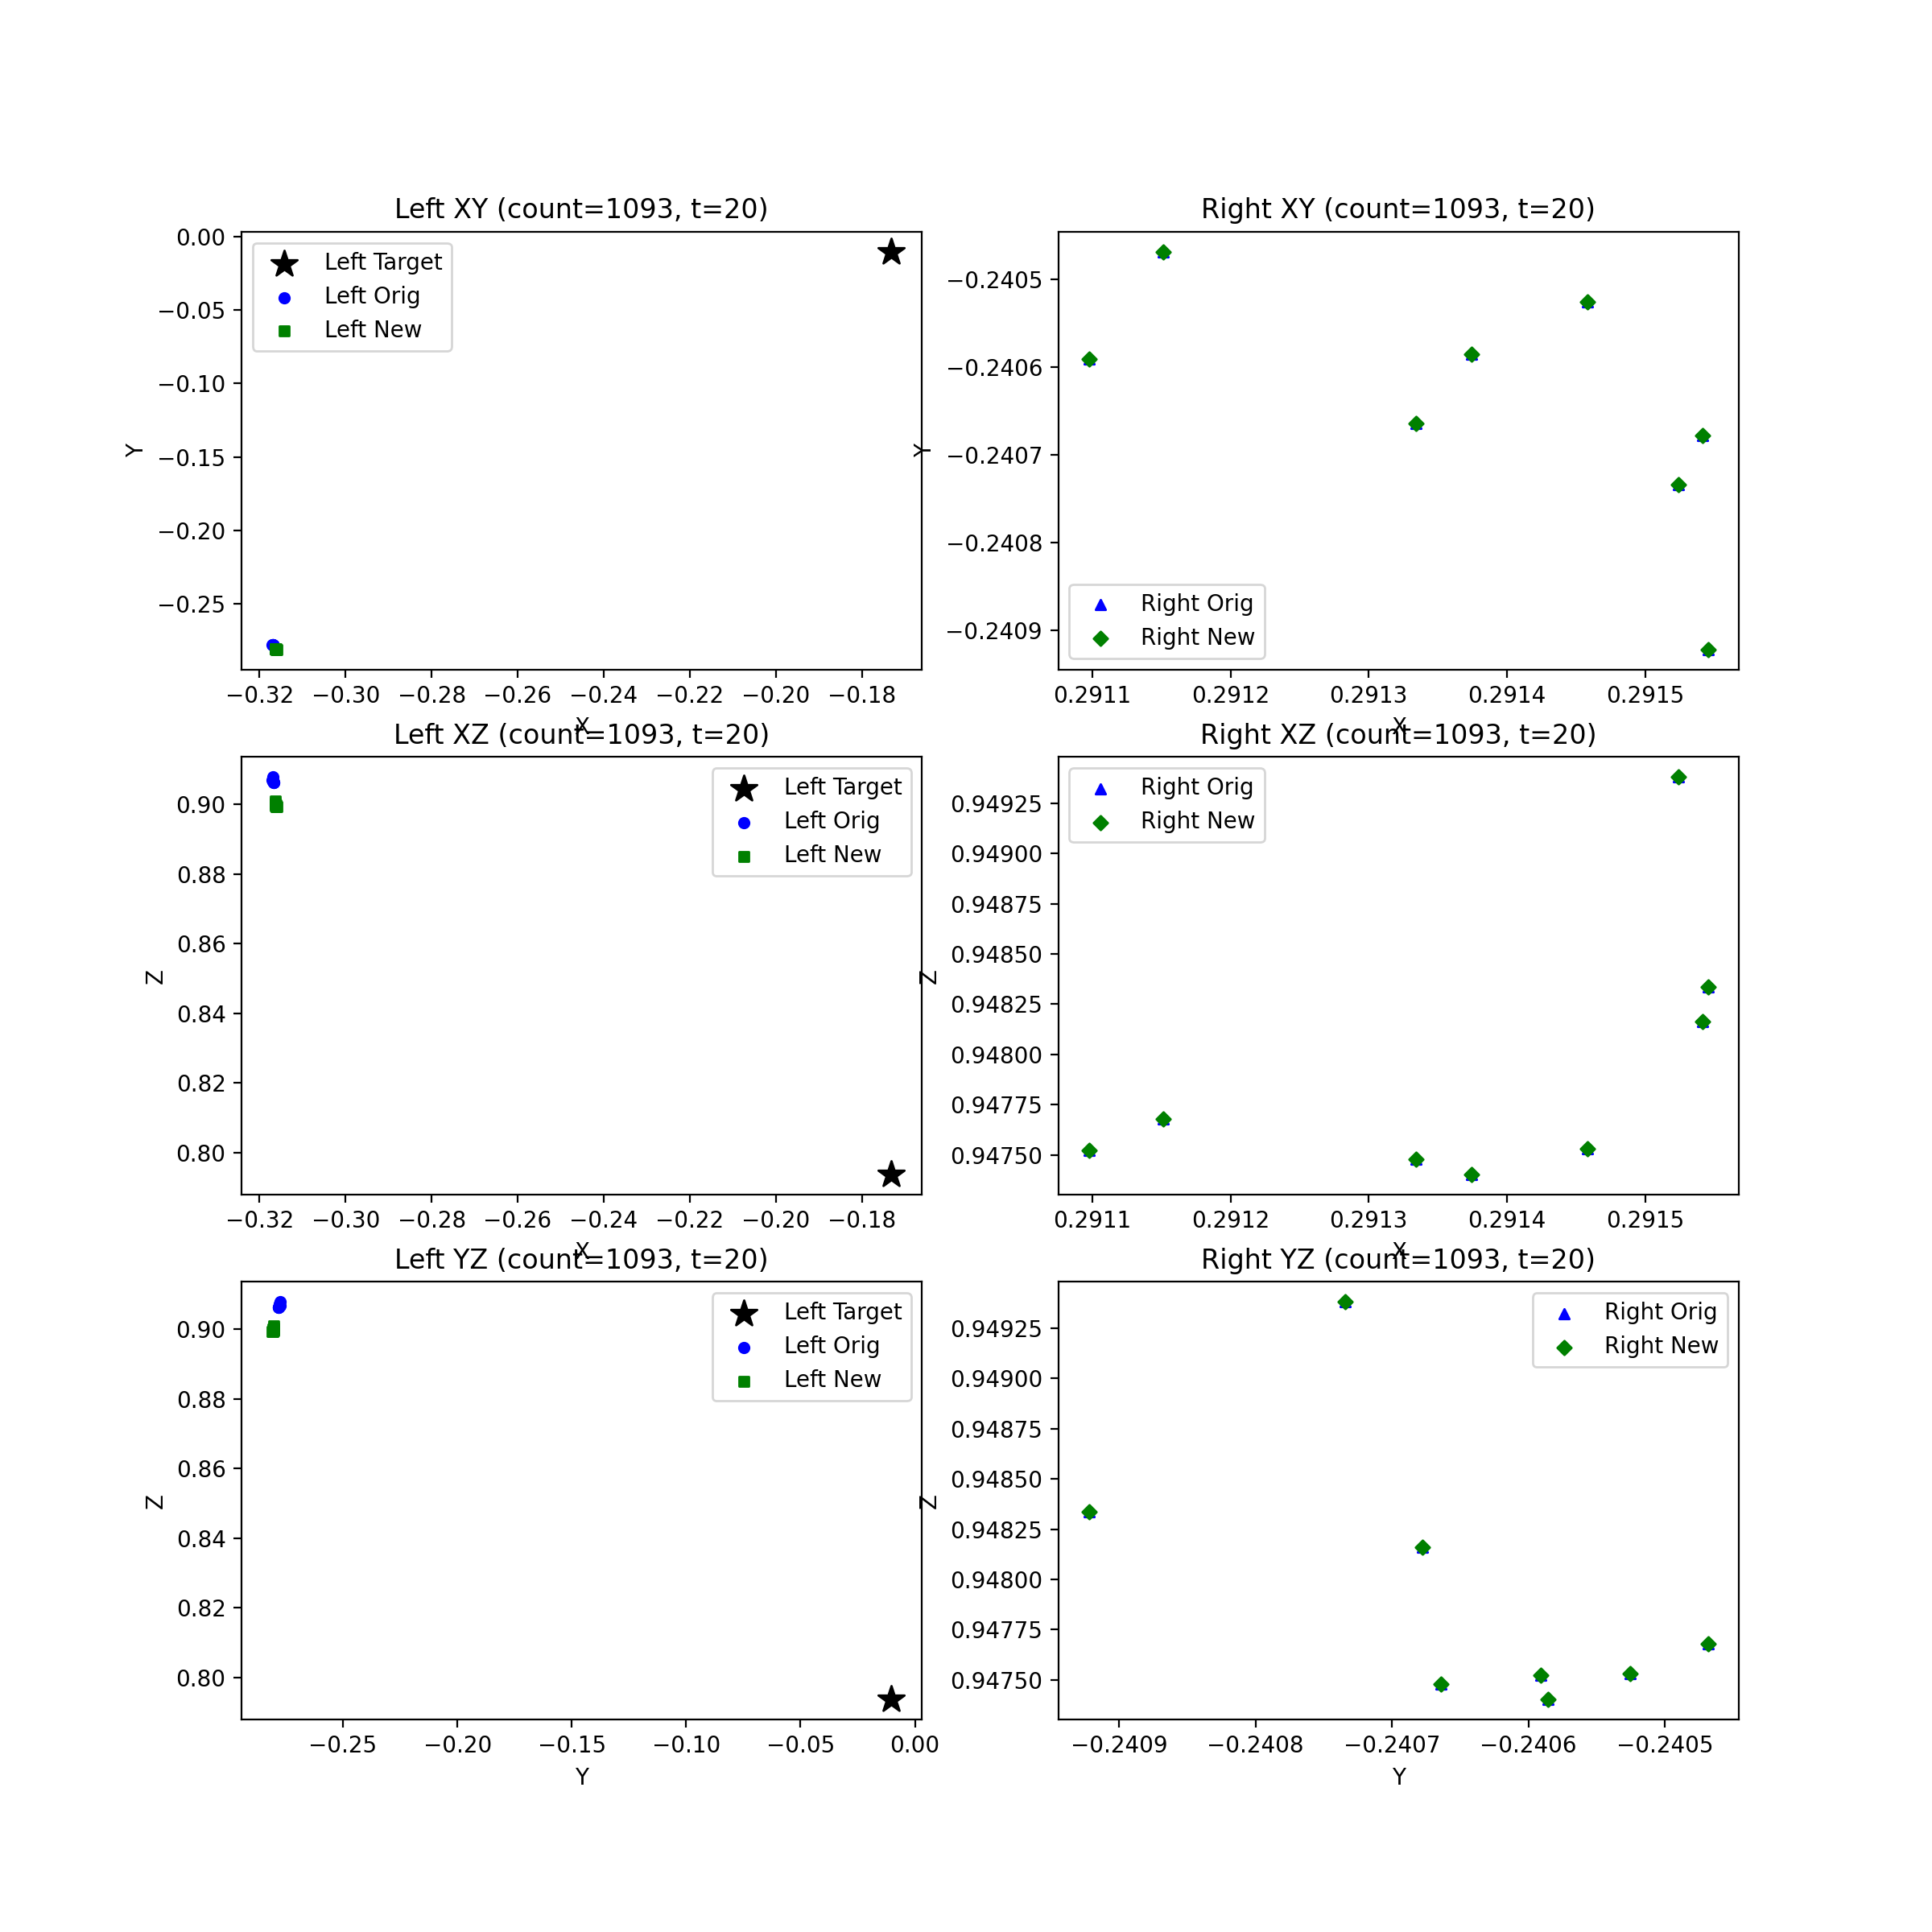 Left XY (count=1093, t=20)
0.00
−0.05
−0.10
−0.15
−0.20
−0.25
Y
Left Target
Left Orig
Left New
−0.32 −0.30 −0.28 −0.26 −0.24 −0.22 −0.20 −0.18
X
Right XY (count=1093, t=20)
−0.2405
−0.2406
−0.2407
−0.2408
−0.2409
Y
Right Orig
Right New
0.2911 0.2912 0.2913 0.2914 0.2915
X
Left XZ (count=1093, t=20)
0.90
0.88
0.86
0.84
0.82
0.80
Z
Left Target
Left Orig
Left New
−0.32 −0.30 −0.28 −0.26 −0.24 −0.22 −0.20 −0.18
X
Right XZ (count=1093, t=20)
0.94925
0.94900
0.94875
0.94850
0.94825
0.94800
0.94775
0.94750
Z
Right Orig
Right New
0.2911 0.2912 0.2913 0.2914 0.2915
X
Left YZ (count=1093, t=20)
0.90
0.88
0.86
0.84
0.82
0.80
Z
Left Target
Left Orig
Left New
−0.25 −0.20 −0.15 −0.10 −0.05 0.00
Y
Right YZ (count=1093, t=20)
0.94925
0.94900
0.94875
0.94850
0.94825
0.94800
0.94775
0.94750
Z
Right Orig
Right New
−0.2409 −0.2408 −0.2407 −0.2406 −0.2405
Y